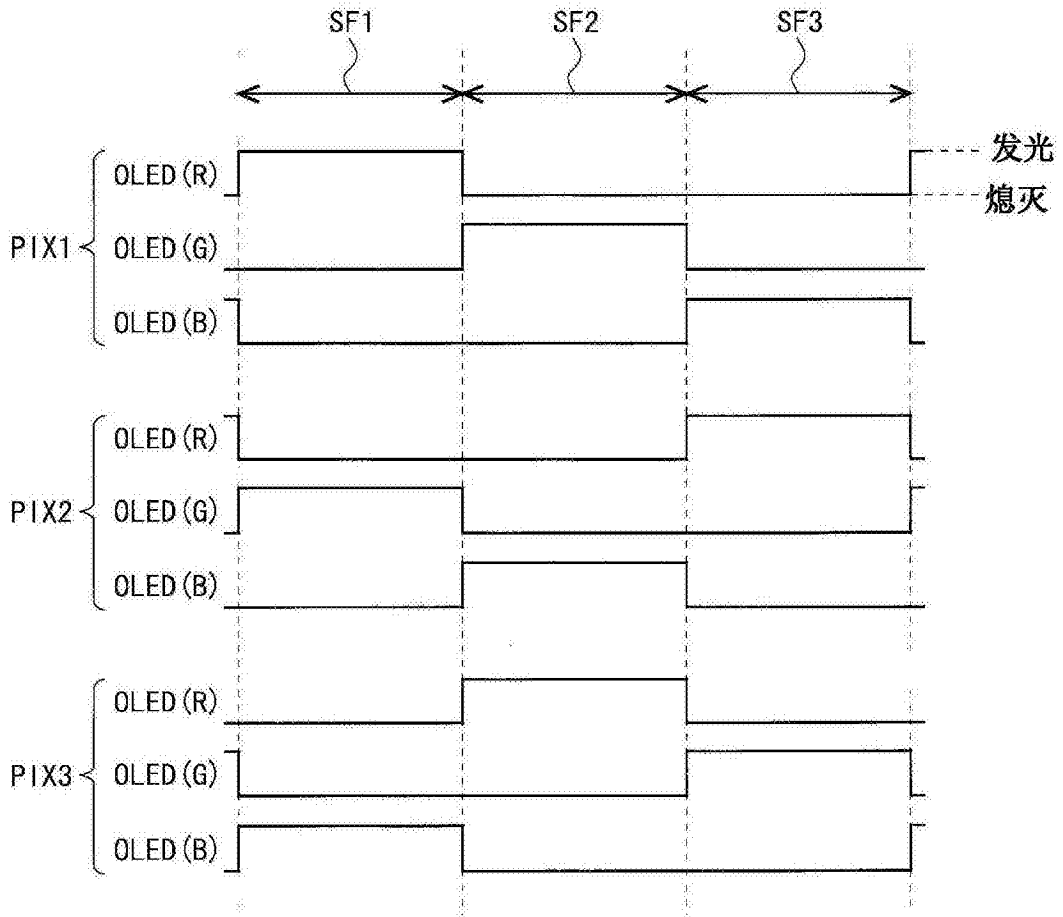 SF1 SF2 SF3
发光
熄灭
PIX1
OLED(R)
OLED(G)
OLED(B)
PIX2
OLED(R)
OLED(G)
OLED(B)
PIX3
OLED(R)
OLED(G)
OLED(B)